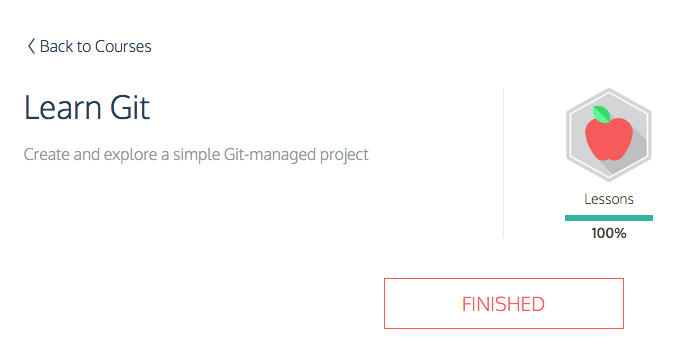 Back to Courses
Learn Git
Create and explore a simple Git-managed project
Lessons
100%
FINISHED